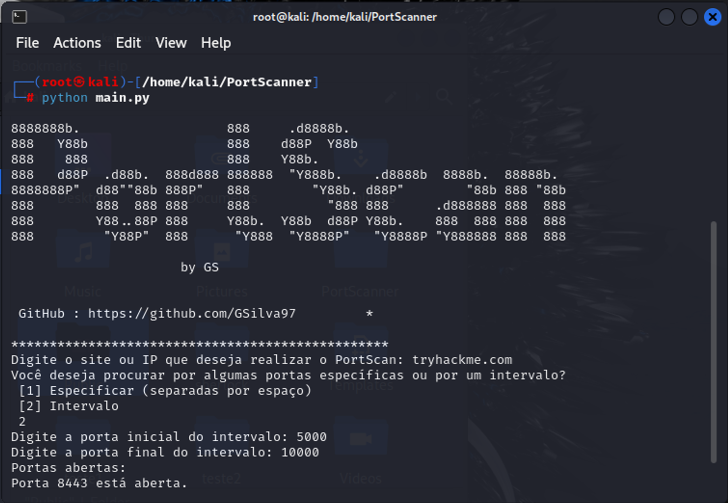 root@kali: /home/kali/PortScanner
File Actions Edit View Help
┌──(root㉿kali)-[/home/kali/PortScanner]
└─# python main.py
8888888b.                   888     .d8888b.
888   Y88b                  888    d88P  Y88b
888    888                  888    Y88b.
888   d88P  .d88b.  888d888 888888  "Y888b.    .d8888b  8888b.  88888b.
8888888P"  d88""88b 888P"   888        "Y88b. d88P"        "88b 888 "88b
888        888  888 888     888          "888 888      .d888888 888  888
888        Y88..88P 888     Y88b.  Y88b  d88P Y88b.    888  888 888  888
888         "Y88P"  888      "Y888  "Y8888P"   "Y8888P "Y888888 888  888
by GS
GitHub : https://github.com/GSilva97         *
*************************************************
Digite o site ou IP que deseja realizar o PortScan: tryhackme.com
Você deseja procurar por algumas portas específicas ou por um intervalo?
[1] Especificar (separadas por espaço)
[2] Intervalo
2
Digite a porta inicial do intervalo: 5000
Digite a porta final do intervalo: 10000
Portas abertas:
Porta 8443 está aberta.
Music
Pictures
PortScanner
teste2
Videos